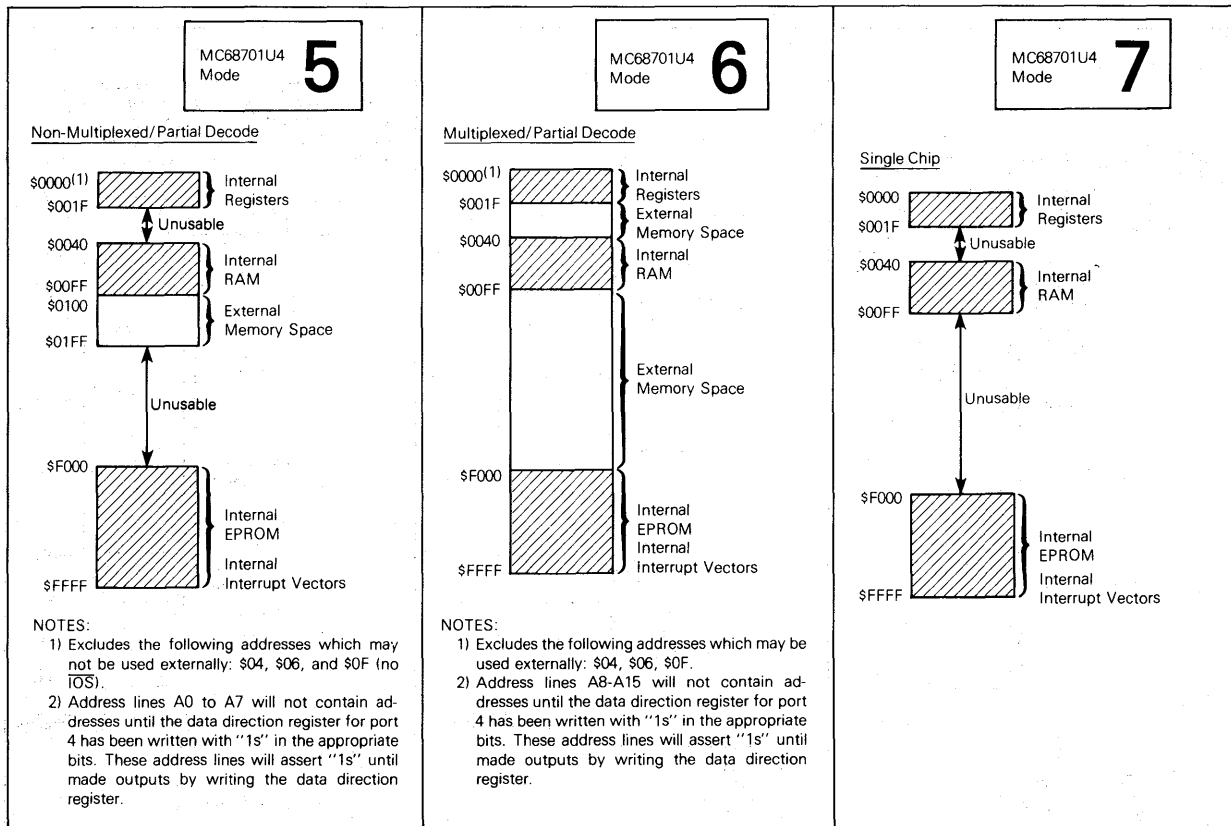 MC68701U4
Mode
5
Non-Multiplexed/Partial Decode
$0000(1)
Internal
Registers
$001F
Unusable
$0040
Internal
RAM
$00FF
$0100
External
Memory Space
$01FF
Unusable
$F000
Internal
EPROM
Internal
Interrupt Vectors
$FFFF
NOTES:
1) Excludes the following addresses which may
not be used externally: $04, $06, and $0F (no
IOS).
2) Address lines A0 to A7 will not contain ad-
dresses until the data direction register for port
4 has been written with "1s" in the appropriate
bits. These address lines will assert "1s" until
made outputs by writing the data direction
register.
MC68701U4
Mode
6
Multiplexed/Partial Decode
$0000(1)
Internal
Registers
$001F
External
Memory Space
$0040
Internal
RAM
$00FF
External
Memory Space
$F000
Internal
EPROM
Internal
Interrupt Vectors
$FFFF
NOTES:
1) Excludes the following addresses which may be
used externally: $04, $06, $0F.
2) Address lines A8-A15 will not contain ad-
dresses until the data direction register for port
4 has been written with "1s" in the appropriate
bits. These address lines will assert "1s" until
made outputs by writing the data direction
register.
MC68701U4
Mode
7
Single Chip
$0000
Internal
Registers
$001F
Unusable
$0040
Internal
RAM
$00FF
Unusable
$F000
Internal
EPROM
Internal
Interrupt Vectors
$FFFF